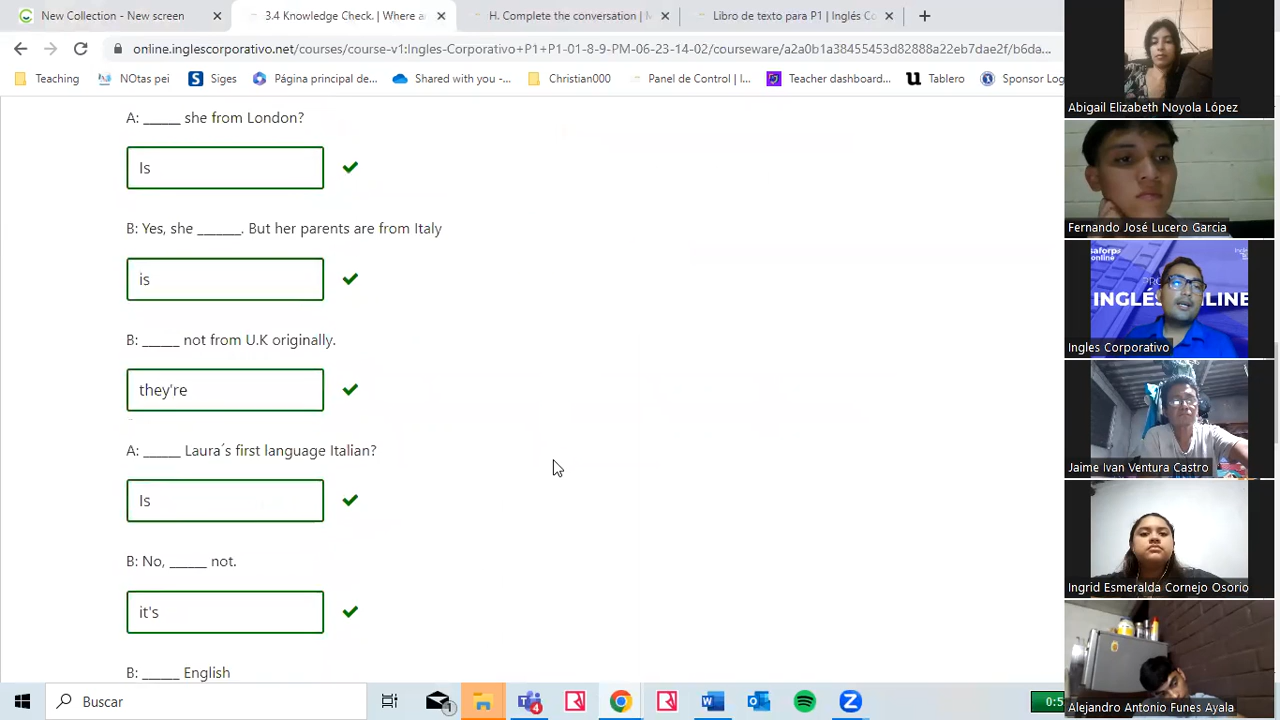 New Collection - New screen
3.4 Knowledge Check. | Where a
H. Complete the conversation | M
Libro de texto para P1 | Inglés Co
online.inglescorporativo.net/courses/course-v1:Ingles-Corporativo+P1+P1-01-8-9-PM-06-23-14-02/courseware/a2a0b1a38455453d82888a22eb7dae2f/b6da...
Teaching
NOtas pei
Siges
Página principal de...
Shared with you -...
Christian000
Panel de Control | I...
Teacher dashboard...
Tablero
Sponsor Log
A: _____ she from London?
Is
B: Yes, she ______. But her parents are from Italy
is
B: _____ not from U.K originally.
they're
A: _____ Laura´s first language Italian?
Is
B: No, _____ not.
it's
B: _____ English
Buscar
1
4
0:5
Abigail Elizabeth Noyola López
Fernando José Lucero Garcia
online
INGLÉS ONLINE
Ingles Corporativo
Jaime Ivan Ventura Castro
Ingrid Esmeralda Cornejo Osorio
Alejandro Antonio Funes Ayala